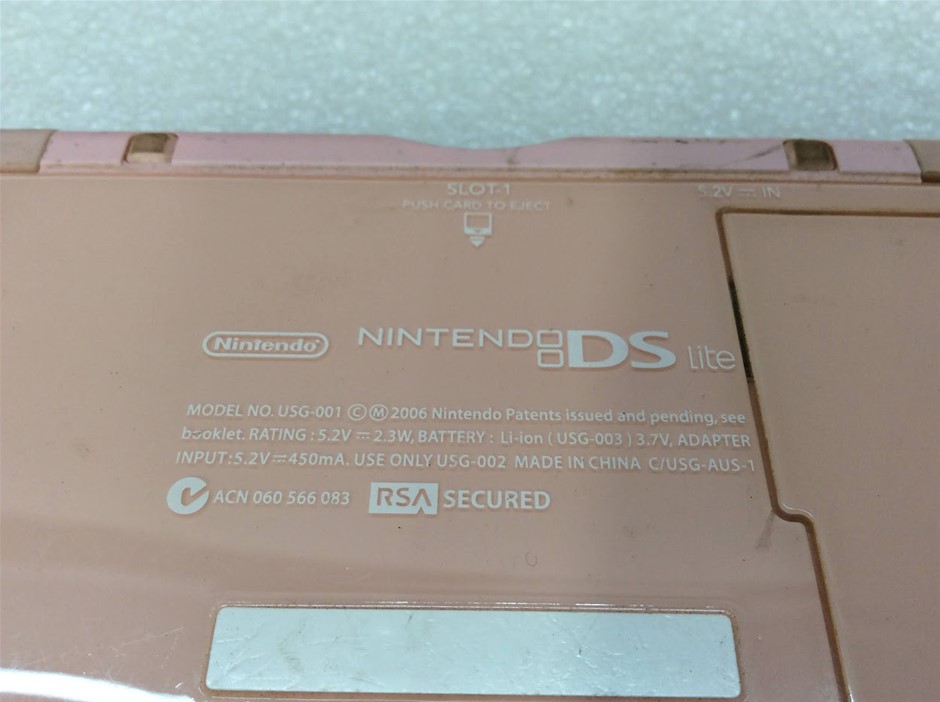 SLOT-1
PUSH CARD TO EJECT
5.2V ⎓ IN
Nintendo®
NINTENDO DS Lite
MODEL NO. USG-001 ©Ⓜ 2006 Nintendo Patents issued and pending, see
booklet. RATING : 5.2V ⎓ 2.3W, BATTERY : Li-ion ( USG-003 ) 3.7V, ADAPTER
INPUT:5.2V ⎓ 450mA. USE ONLY USG-002 MADE IN CHINA C/USG-AUS-1
ACN 060 566 083 RSA SECURED